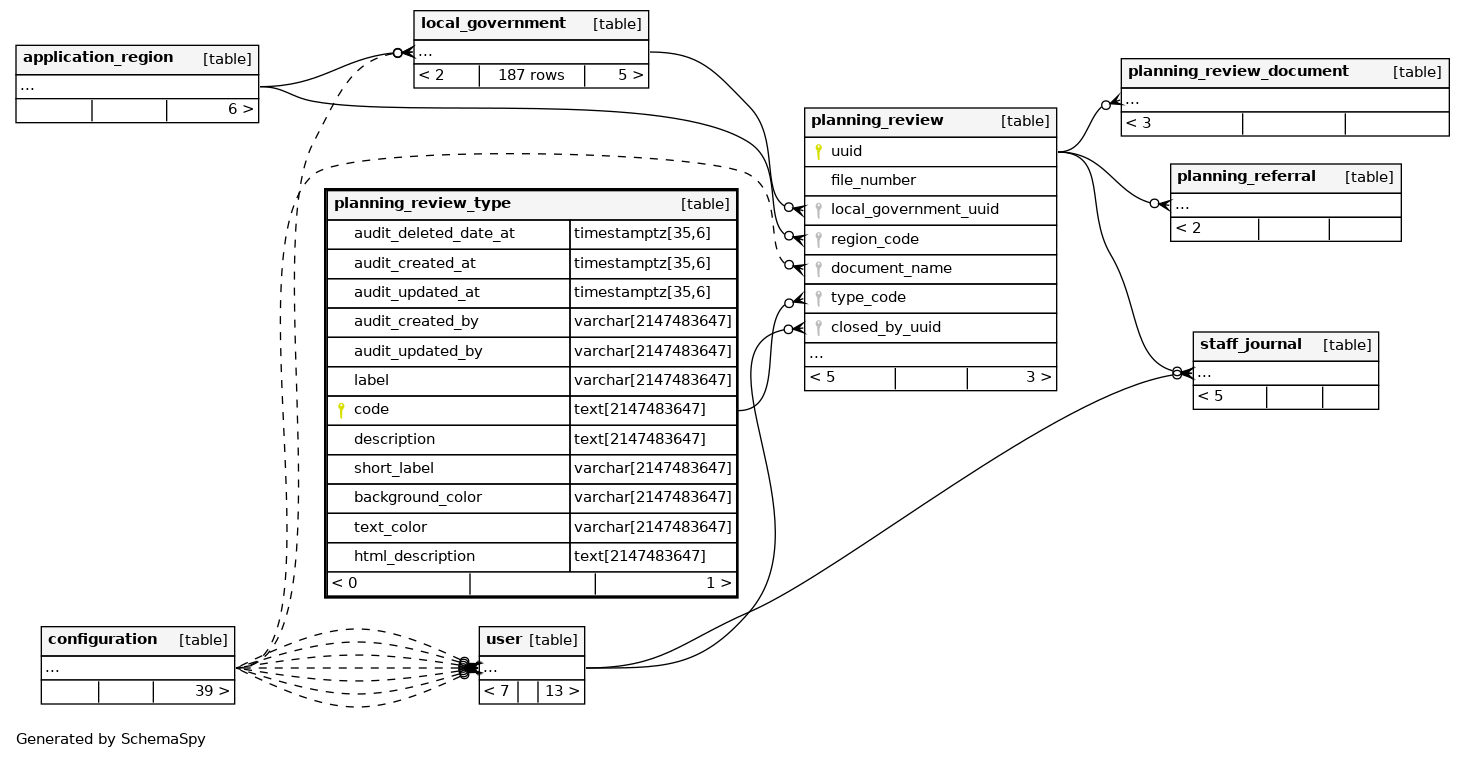 application_region [table]
...
6 >
local_government [table]
...
< 2 187 rows 5 >
planning_review_type [table]
audit_deleted_date_at timestamptz[35,6]
audit_created_at timestamptz[35,6]
audit_updated_at timestamptz[35,6]
audit_created_by varchar[2147483647]
audit_updated_by varchar[2147483647]
label varchar[2147483647]
code text[2147483647]
description text[2147483647]
short_label varchar[2147483647]
background_color varchar[2147483647]
text_color varchar[2147483647]
html_description text[2147483647]
< 0 1 >
planning_review [table]
uuid
file_number
local_government_uuid
region_code
document_name
type_code
closed_by_uuid
...
< 5 3 >
planning_review_document [table]
...
< 3
planning_referral [table]
...
< 2
staff_journal [table]
...
< 5
configuration [table]
...
39 >
user [table]
...
< 7 13 >
Generated by SchemaSpy